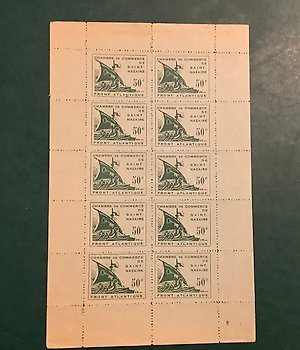 CHAMBRE DE COMMERCE
DE
SAINT-
NAZAIRE
50c
FRONT ATLANTIQUE
CHAMBRE DE COMMERCE
DE
SAINT-
NAZAIRE
50c
FRONT ATLANTIQUE
CHAMBRE DE COMMERCE
DE
SAINT-
NAZAIRE
50c
FRONT ATLANTIQUE
CHAMBRE DE COMMERCE
DE
SAINT-
NAZAIRE
50c
FRONT ATLANTIQUE
CHAMBRE DE COMMERCE
DE
SAINT-
NAZAIRE
50c
FRONT ATLANTIQUE
CHAMBRE DE COMMERCE
DE
SAINT-
NAZAIRE
50c
FRONT ATLANTIQUE
CHAMBRE DE COMMERCE
DE
SAINT-
NAZAIRE
50c
FRONT ATLANTIQUE
CHAMBRE DE COMMERCE
DE
SAINT-
NAZAIRE
50c
FRONT ATLANTIQUE
CHAMBRE DE COMMERCE
DE
SAINT-
NAZAIRE
50c
FRONT ATLANTIQUE
CHAMBRE DE COMMERCE
DE
SAINT-
NAZAIRE
50c
FRONT ATLANTIQUE